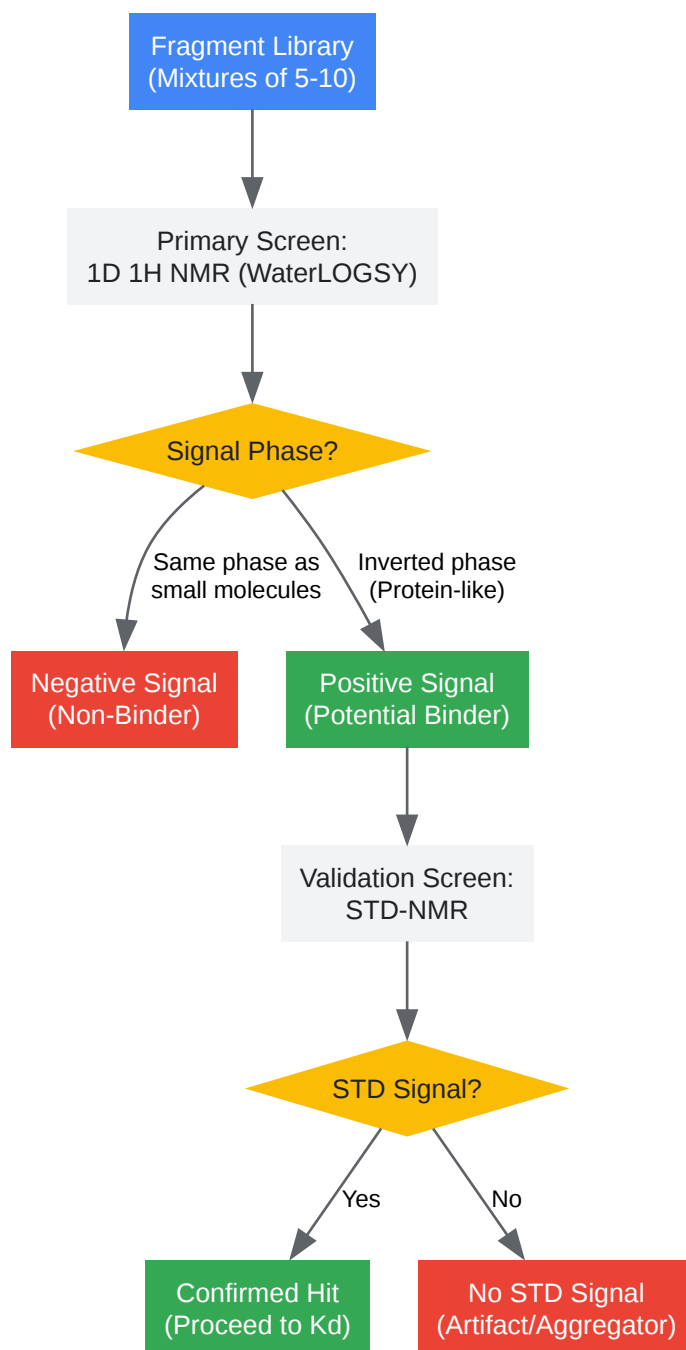 Fragment Library
(Mixtures of 5-10)
Primary Screen:
1D 1H NMR (WaterLOGSY)
Signal Phase?
Same phase as
small molecules
Inverted phase
(Protein-like)
Negative Signal
(Non-Binder)
Positive Signal
(Potential Binder)
Validation Screen:
STD-NMR
STD Signal?
Yes
No
Confirmed Hit
(Proceed to Kd)
No STD Signal
(Artifact/Aggregator)